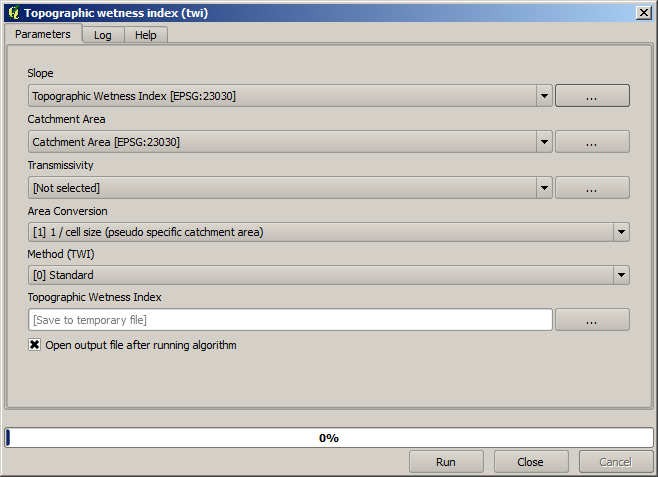 Topographic wetness index (twi)
Parameters Log Help
Slope
Topographic Wetness Index [EPSG:23030] ...
Catchment Area
Catchment Area [EPSG:23030] ...
Transmissivity
[Not selected] ...
Area Conversion
[1] 1 / cell size (pseudo specific catchment area)
Method (TWI)
[0] Standard
Topographic Wetness Index
[Save to temporary file] ...
Open output file after running algorithm
0%
Run Close Cancel